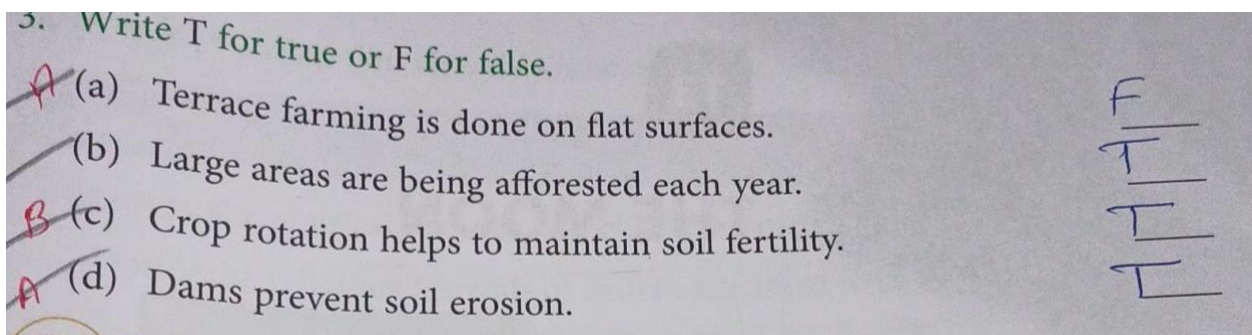 3. Write T for true or F for false.
A (a) Terrace farming is done on flat surfaces. F
(b) Large areas are being afforested each year. T
B (c) Crop rotation helps to maintain soil fertility. T
A (d) Dams prevent soil erosion. T